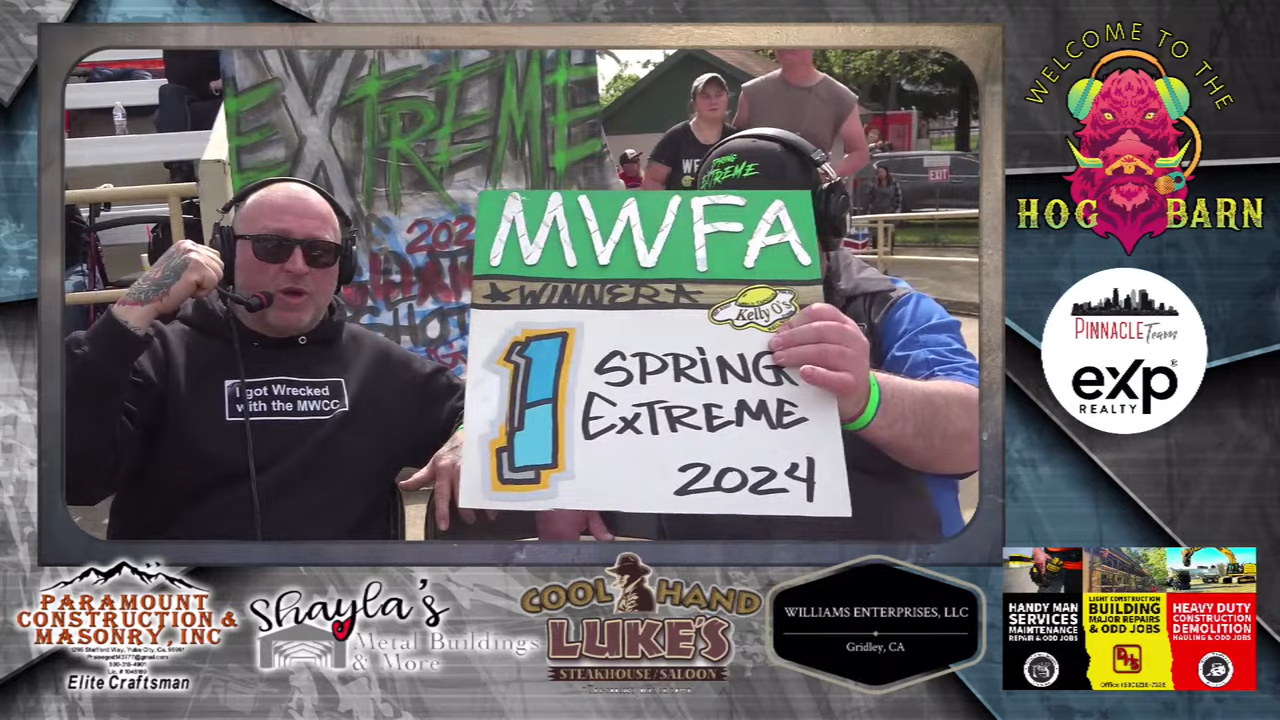 WELCOME TO THE
HOG BARN
EXTREME
SPRING
EXTREME
EXIT
202
MWFA
★WINNER★
Kelly O's
1
SPRING
EXTREME
2024
I got Wrecked
with the MWCC
PINNACLE Team
exp
REALTY
PARAMOUNT
CONSTRUCTION &
MASONRY, INC
Elite Craftsman
Shayla's
Metal Buildings
& More
COOL HAND
LUKE'S
STEAKHOUSE/SALOON
WILLIAMS ENTERPRISES, LLC
Gridley, CA
HANDY MAN
SERVICES
MAINTENANCE
REPAIR & ODD JOBS
LIGHT CONSTRUCTION
BUILDING
MAJOR REPAIRS
& ODD JOBS
HEAVY DUTY
CONSTRUCTION
DEMOLITION
HAULING & ODD JOBS